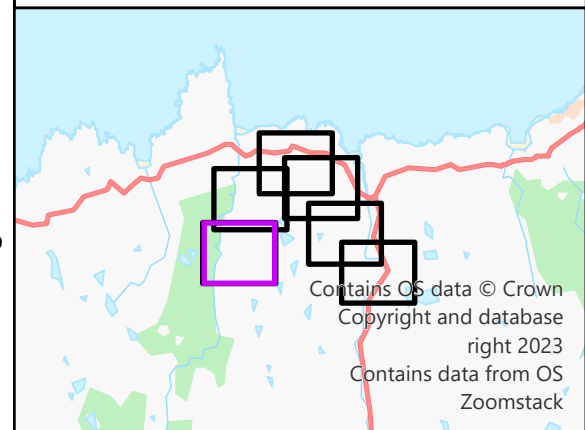 Contains OS data © Crown
Copyright and database
right 2023
Contains data from OS
Zoomstack